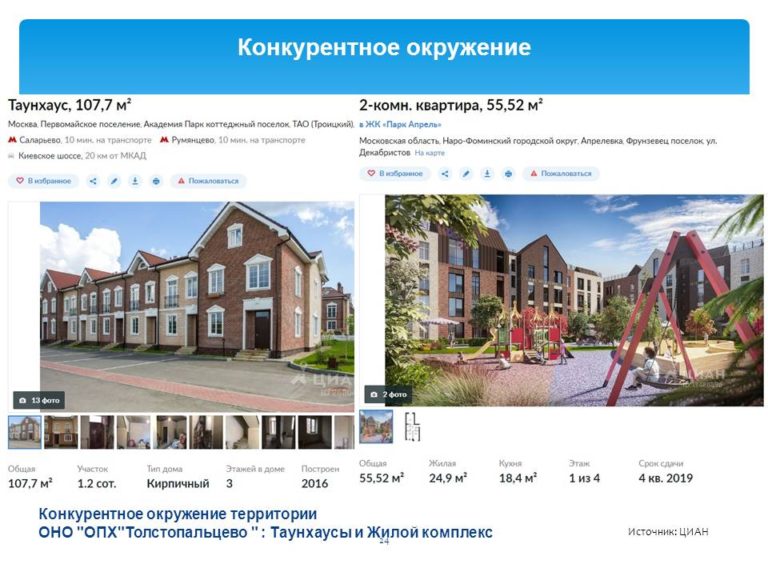 Конкурентное окружение
Таунхаус, 107,7 м²
Москва, Первомайское поселение, Академия Парк коттеджный поселок, ТАО (Троицкий),
Саларьево, 10 мин. на транспорте Румянцево, 10 мин. на транспорте
Киевское шоссе, 20 км от МКАД
В избранное Пожаловаться
13 фото
ЦИАН
Общая Участок Тип дома Этажей в доме Построен
107,7 м² 1.2 сот. Кирпичный 3 2016
2-комн. квартира, 55,52 м²
в ЖК «Парк Апрель»
Московская область, Наро-Фоминский городской округ, Апрелевка, Фрунзевец поселок, ул.
Декабристов На карте
В избранное Пожаловаться
2 фото
ЦИАН
Общая Жилая Кухня Этаж Срок сдачи
55,52 м² 24,9 м² 18,4 м² 1 из 4 4 кв. 2019
Конкурентное окружение территории
ОНО "ОПХ"Толстопальцево " : Таунхаусы и Жилой комплекс
Источник: ЦИАН
24